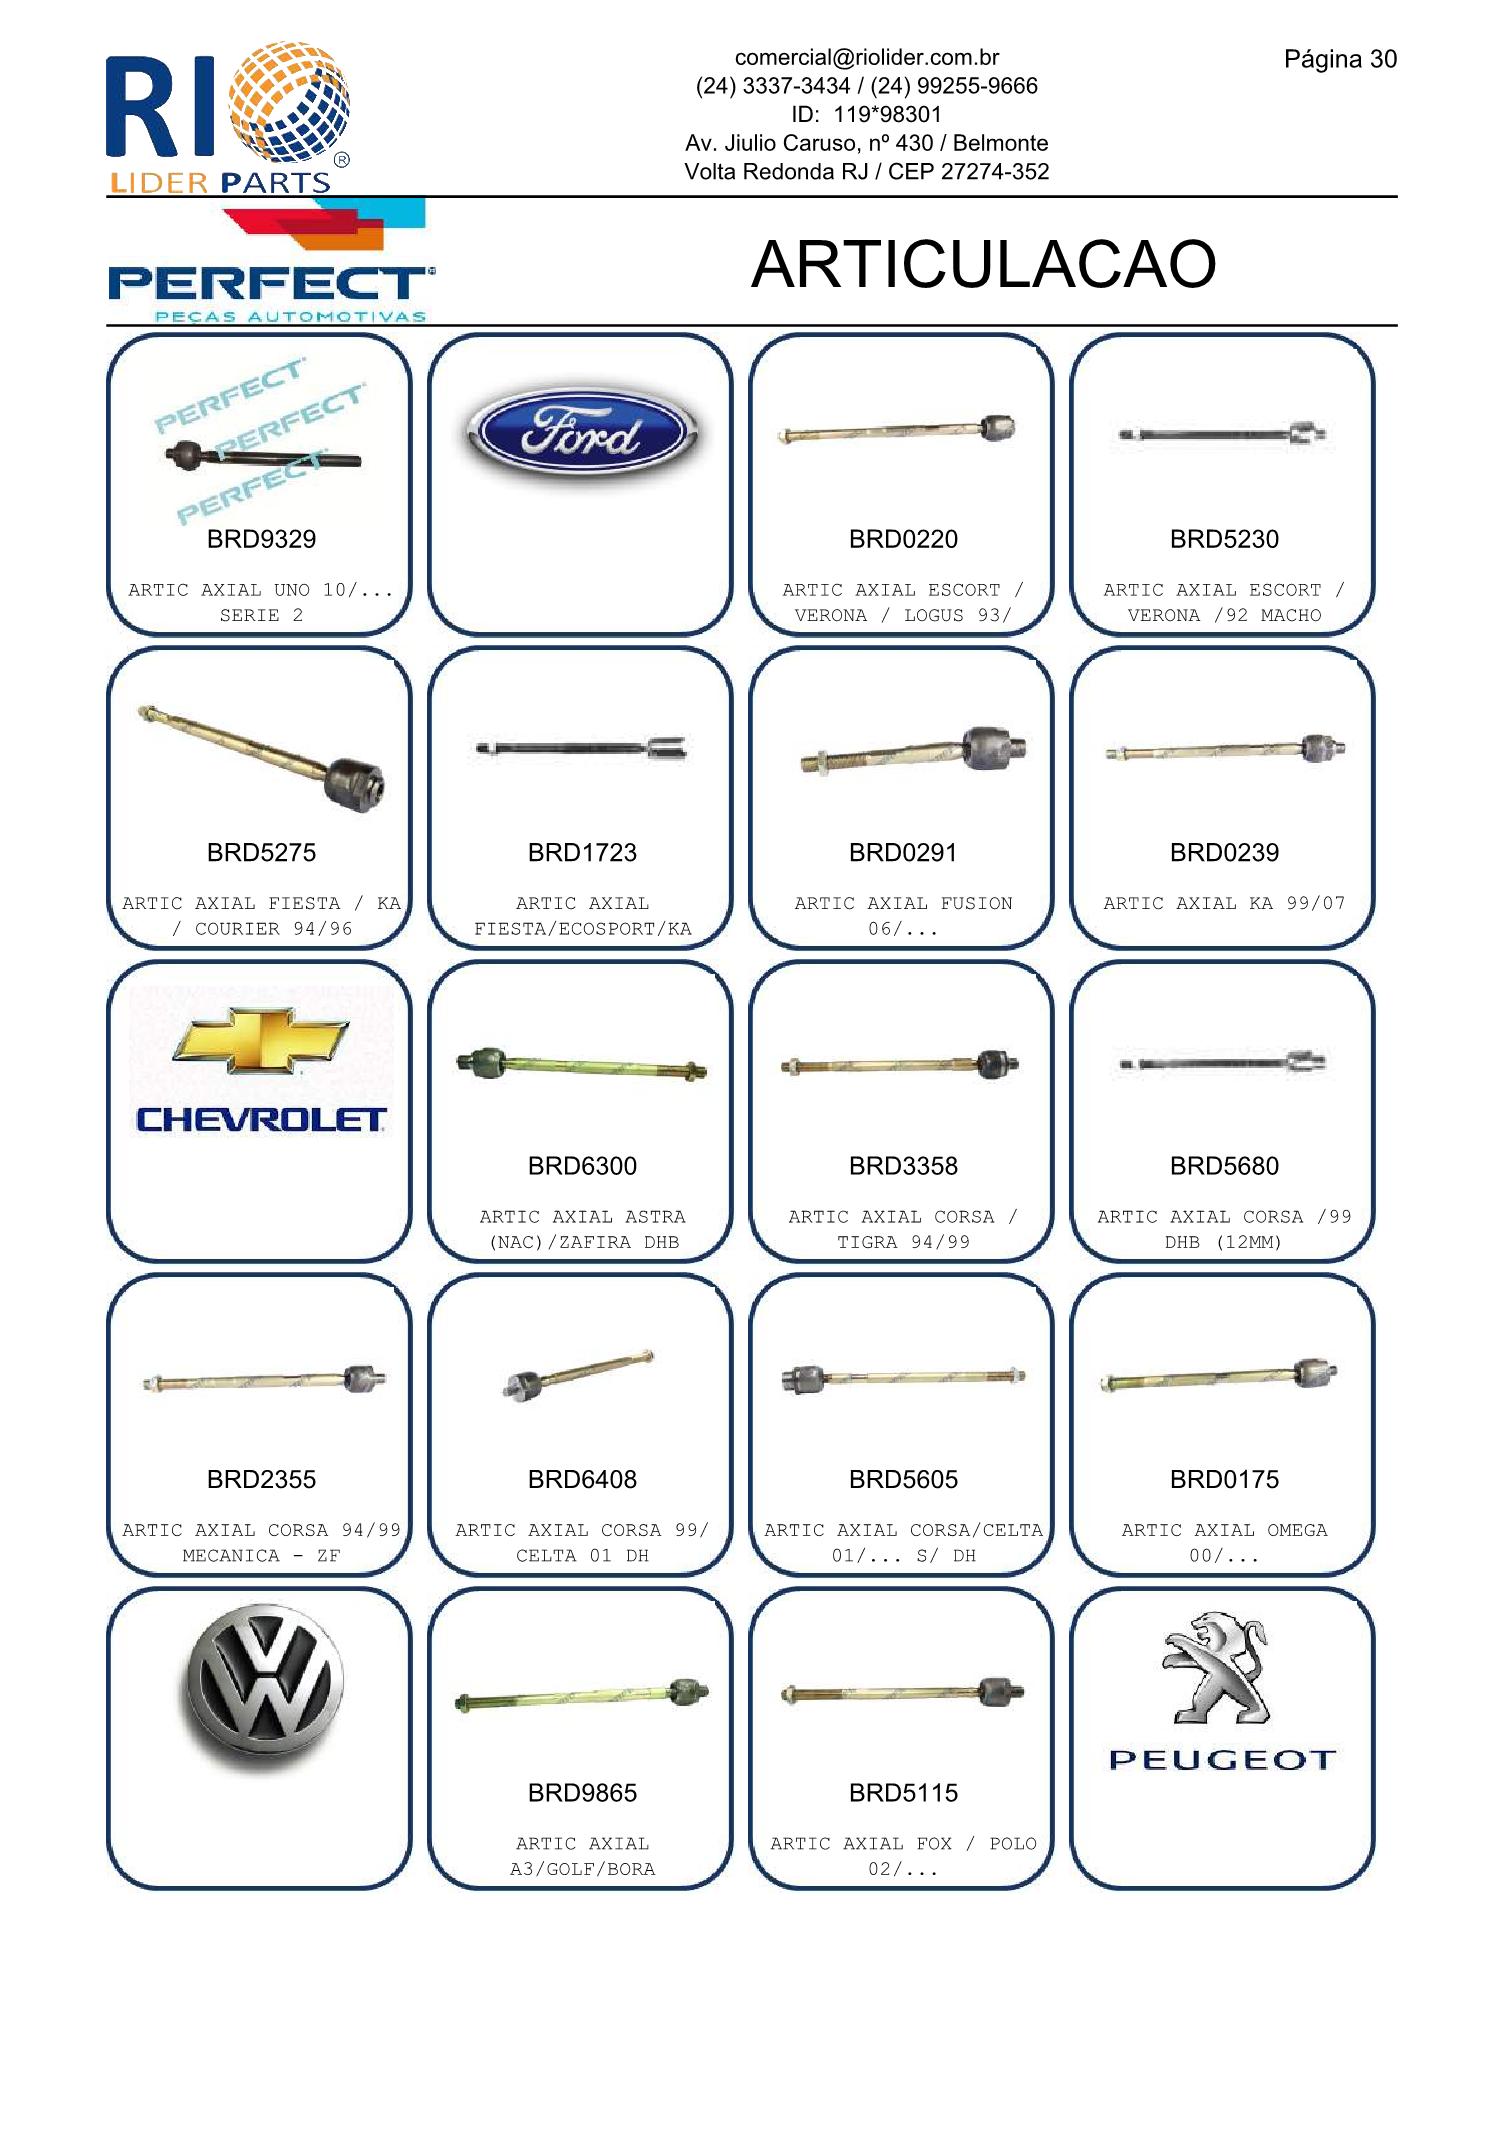 RIO
LIDER PARTS
®
comercial@riolider.com.br
(24) 3337-3434 / (24) 99255-9666
ID:  119*98301
Av. Jiulio Caruso, nº 430 / Belmonte
Volta Redonda RJ / CEP 27274-352
Página 30
PERFECT
PEÇAS AUTOMOTIVAS
ARTICULACAO
PERFECT
PERFECT
PERFECT
BRD9329
ARTIC AXIAL UNO 10/...
SERIE 2
Ford
BRD0220
ARTIC AXIAL ESCORT /
VERONA / LOGUS 93/
BRD5230
ARTIC AXIAL ESCORT /
VERONA /92 MACHO
BRD5275
ARTIC AXIAL FIESTA / KA
/ COURIER 94/96
BRD1723
ARTIC AXIAL
FIESTA/ECOSPORT/KA
BRD0291
ARTIC AXIAL FUSION
06/...
BRD0239
ARTIC AXIAL KA 99/07
CHEVROLET
BRD6300
ARTIC AXIAL ASTRA
(NAC)/ZAFIRA DHB
BRD3358
ARTIC AXIAL CORSA /
TIGRA 94/99
BRD5680
ARTIC AXIAL CORSA /99
DHB (12MM)
BRD2355
ARTIC AXIAL CORSA 94/99
MECANICA - ZF
BRD6408
ARTIC AXIAL CORSA 99/
CELTA 01 DH
BRD5605
ARTIC AXIAL CORSA/CELTA
01/... S/ DH
BRD0175
ARTIC AXIAL OMEGA
00/...
VW
BRD9865
ARTIC AXIAL
A3/GOLF/BORA
BRD5115
ARTIC AXIAL FOX / POLO
02/...
PEUGEOT